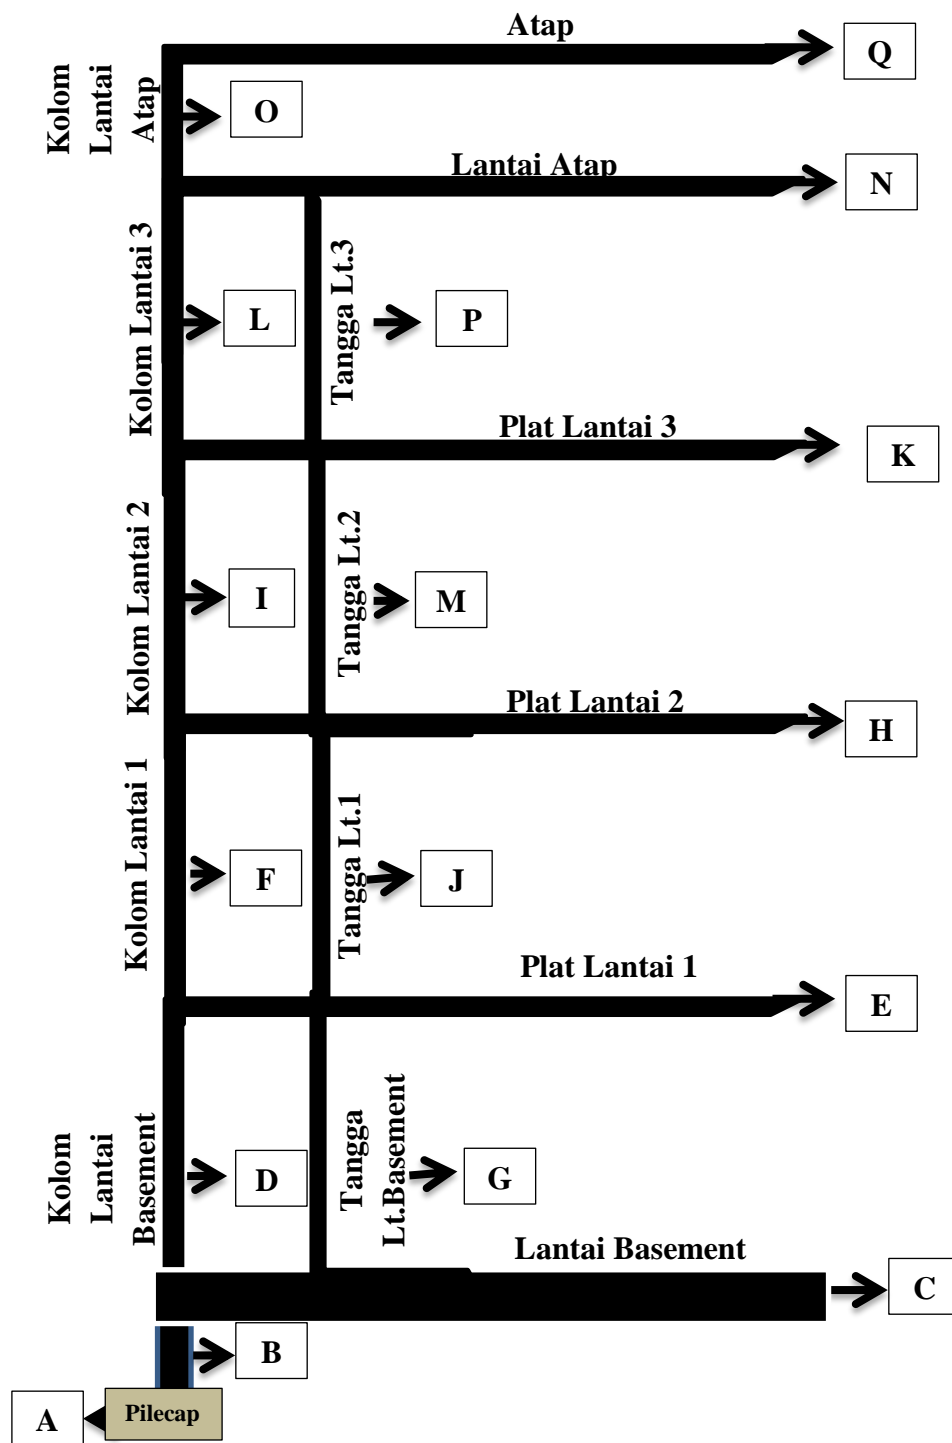 Atap
Q
Kolom
Lantai
Atap
O
Lantai Atap
N
Kolom Lantai 3
L
Tangga Lt.3
P
Plat Lantai 3
K
Kolom Lantai 2
I
Tangga Lt.2
M
Plat Lantai 2
H
Kolom Lantai 1
F
Tangga Lt.1
J
Plat Lantai 1
E
Kolom
Lantai
Basement
D
Tangga
Lt.Basement
G
Lantai Basement
C
B
A
Pilecap